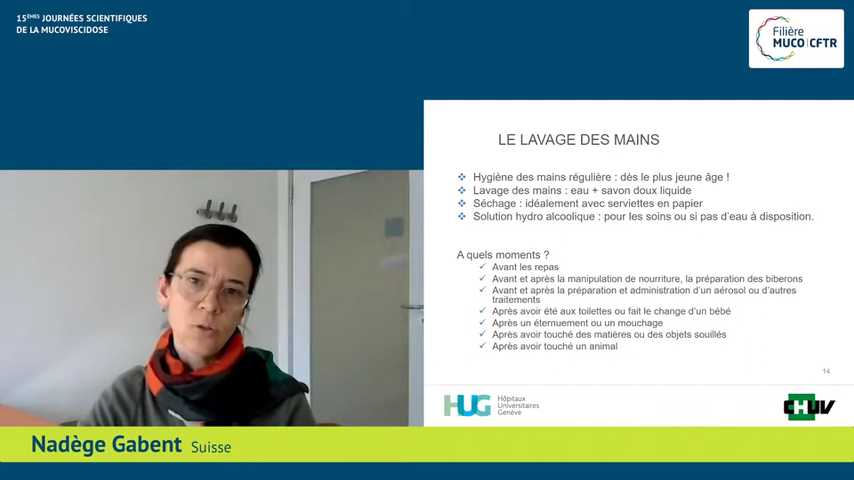 15ÈMES JOURNÉES SCIENTIFIQUES
DE LA MUCOVISCIDOSE
Filière
MUCO|CFTR
LE LAVAGE DES MAINS
Hygiène des mains régulière : dès le plus jeune âge !
Lavage des mains : eau + savon doux liquide
Séchage : idéalement avec serviettes en papier
Solution hydro alcoolique : pour les soins ou si pas d'eau à disposition.
A quels moments ?
Avant les repas
Avant et après la manipulation de nourriture, la préparation des biberons
Avant et après la préparation et administration d'un aérosol ou d'autres
traitements
Après avoir été aux toilettes ou fait le change d'un bébé
Après un éternuement ou un mouchage
Après avoir touché des matières ou des objets souillés
Après avoir touché un animal
14
HUG
Hôpitaux
Universitaires
Genève
CHUV
Nadège Gabent Suisse